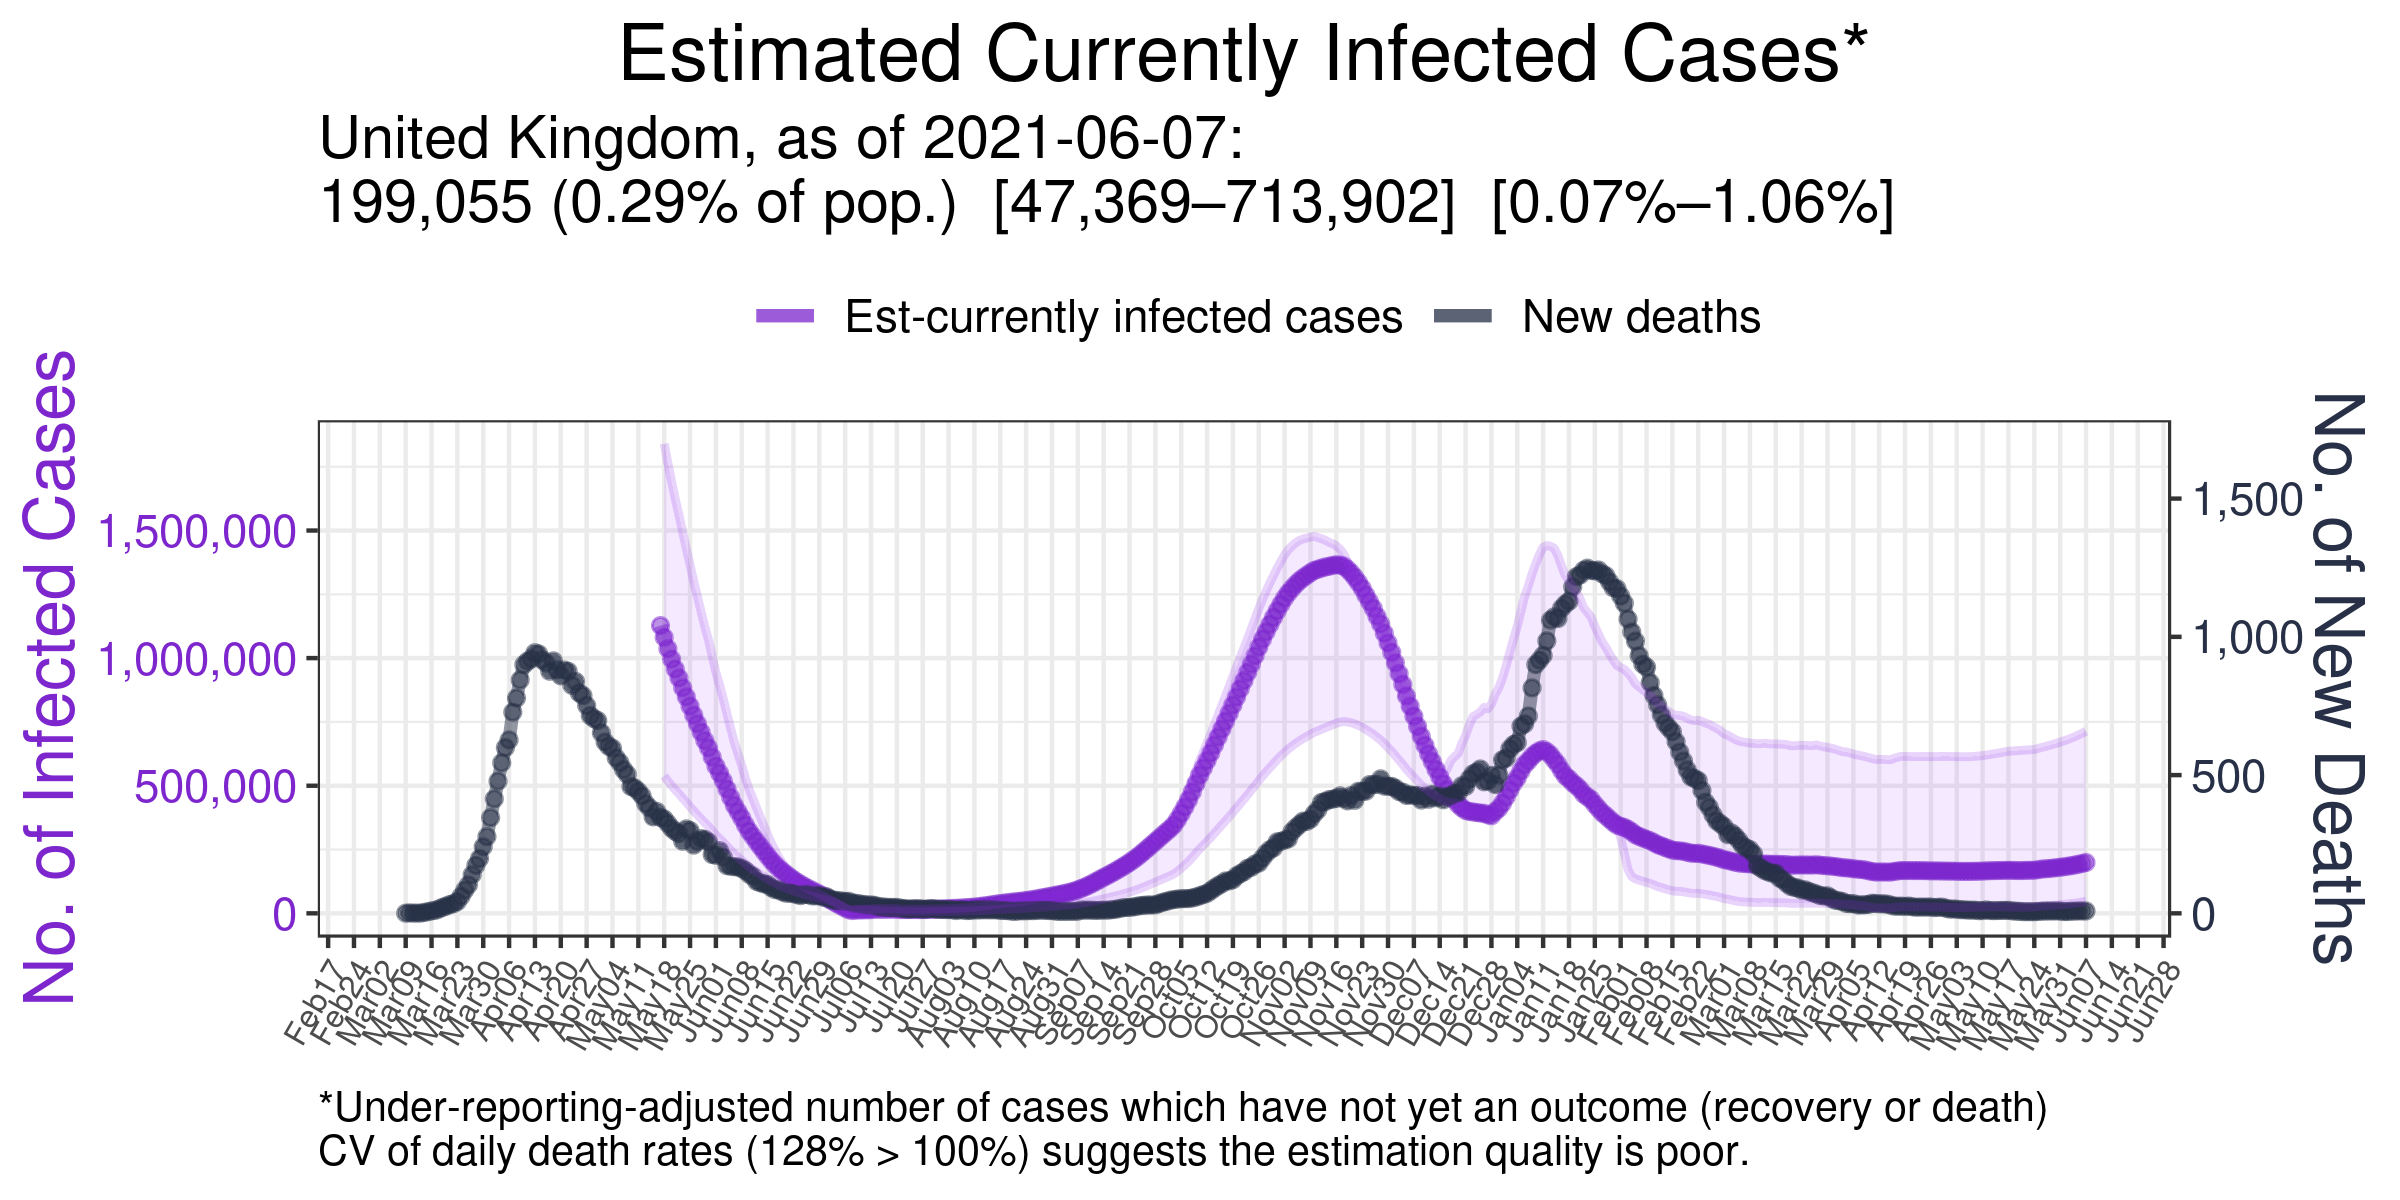 Estimated Currently Infected Cases*
United Kingdom, as of 2021-06-07:
199,055 (0.29% of pop.) [47,369–713,902] [0.07%–1.06%]
Est-currently infected cases
New deaths
No. of Infected Cases
1,500,000
1,000,000
500,000
0
1,500
1,000
500
0
No. of New Deaths
Feb17
Feb24
Mar02
Mar09
Mar16
Mar23
Mar30
Apr06
Apr13
Apr20
Apr27
May04
May11
May18
May25
Jun01
Jun08
Jun15
Jun22
Jun29
Jul06
Jul13
Jul20
Jul27
Aug03
Aug10
Aug17
Aug24
Aug31
Sep07
Sep14
Sep21
Sep28
Oct05
Oct12
Oct19
Oct26
Nov02
Nov09
Nov16
Nov23
Nov30
Dec07
Dec14
Dec21
Dec28
Jan04
Jan11
Jan18
Jan25
Feb01
Feb08
Feb15
Feb22
Mar01
Mar08
Mar15
Mar22
Mar29
Apr05
Apr12
Apr19
Apr26
May03
May10
May17
May24
May31
Jun07
Jun14
Jun21
Jun28
*Under-reporting-adjusted number of cases which have not yet an outcome (recovery or death)
CV of daily death rates (128% > 100%) suggests the estimation quality is poor.